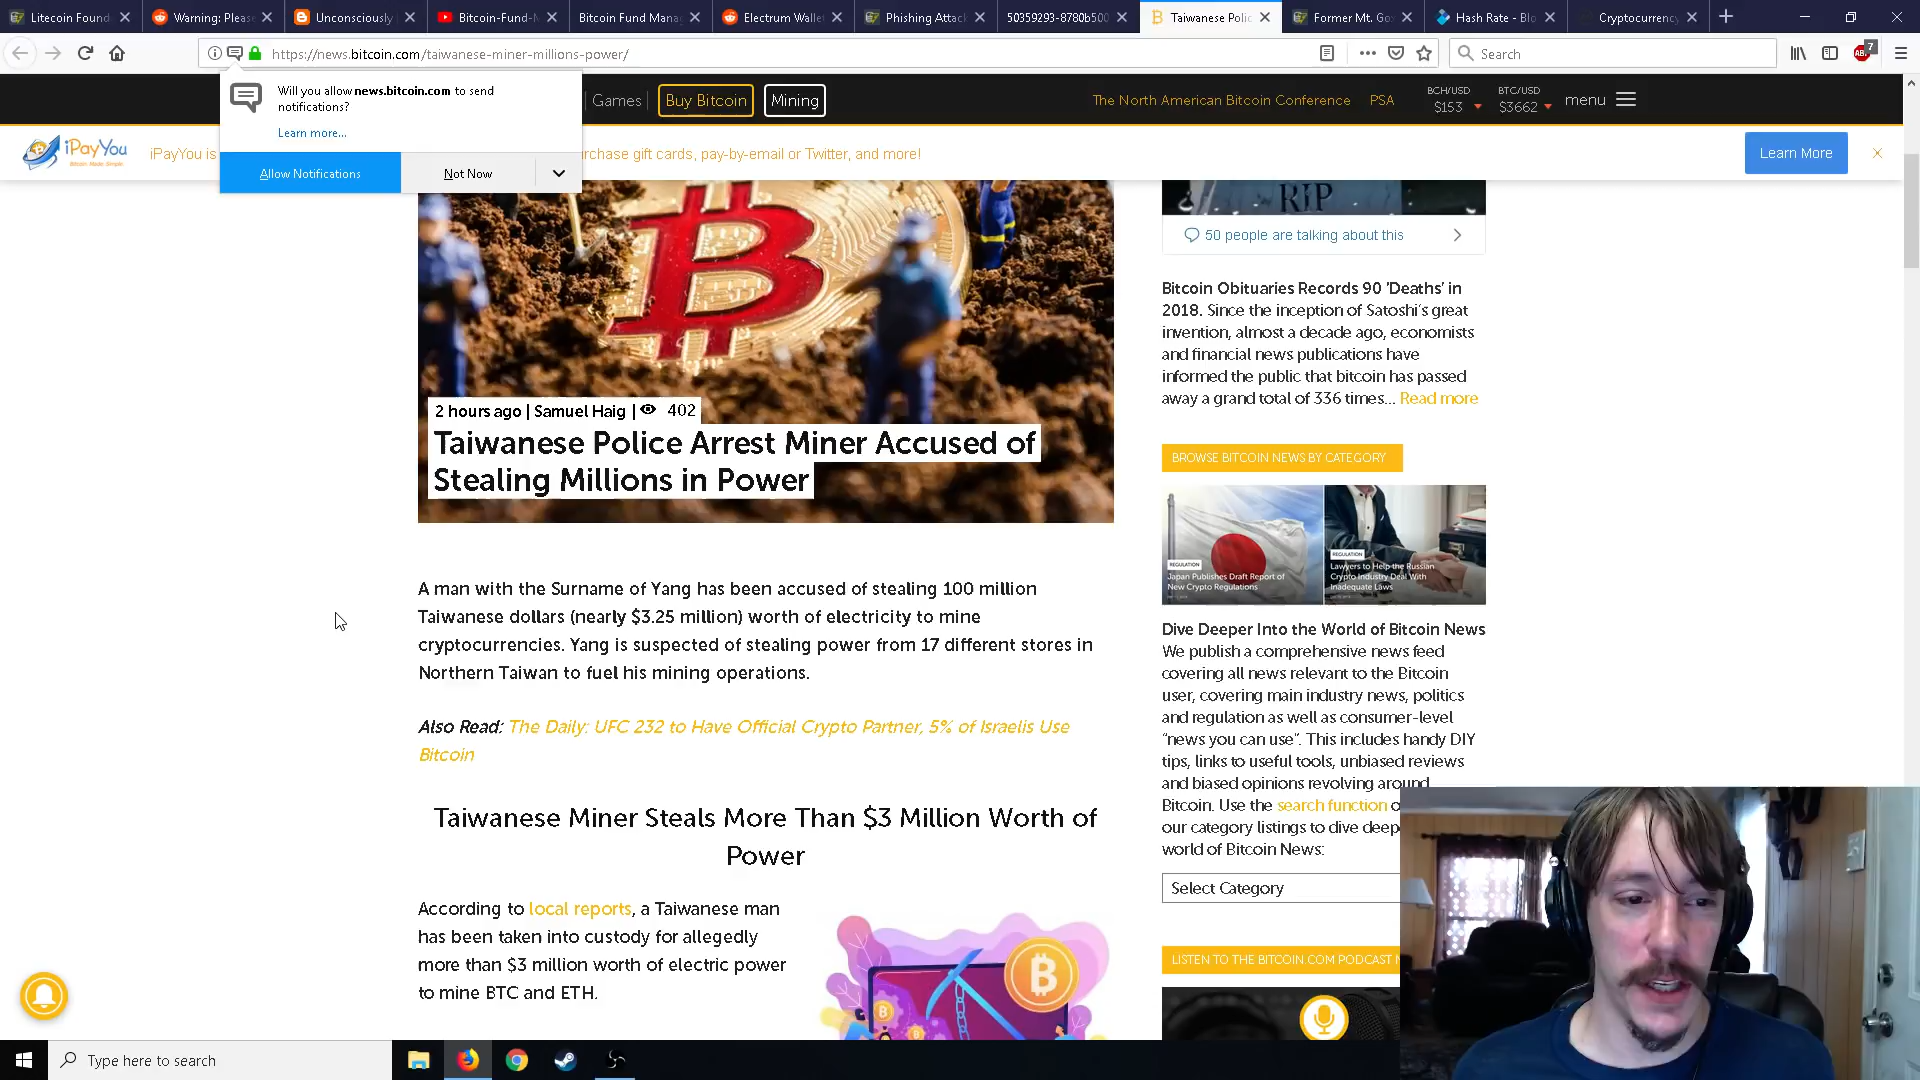 Litecoin Found
Warning: Please
Unconsciously
Bitcoin-Fund-M
Bitcoin Fund Mana
Electrum Walle
Phishing Attack
50359293-8780b500
Taiwanese Poli
Former Mt. Go
Hash Rate - Blo
Cryptocurrency
https://news.bitcoin.com/taiwanese-miner-millions-power/
Search
7
Will you allow news.bitcoin.com to send
notifications?
Learn more...
Allow Notifications
Not Now
Games
Buy Bitcoin
Mining
The North American Bitcoin Conference
PSA
BCH/USD
$153
BTC/USD
$3662
menu
iPayYou
Bitcoin. Made. Simple.
iPayYou is
rchase gift cards, pay-by-email or Twitter, and more!
Learn More
2 hours ago | Samuel Haig | 402
Taiwanese Police Arrest Miner Accused of
Stealing Millions in Power
A man with the Surname of Yang has been accused of stealing 100 million
Taiwanese dollars (nearly $3.25 million) worth of electricity to mine
cryptocurrencies. Yang is suspected of stealing power from 17 different stores in
Northern Taiwan to fuel his mining operations.
Also Read: The Daily: UFC 232 to Have Official Crypto Partner, 5% of Israelis Use
Bitcoin
Taiwanese Miner Steals More Than $3 Million Worth of
Power
According to local reports, a Taiwanese man
has been taken into custody for allegedly
more than $3 million worth of electric power
to mine BTC and ETH.
RIP
50 people are talking about this
Bitcoin Obituaries Records 90 'Deaths' in
2018. Since the inception of Satoshi's great
invention, almost a decade ago, economists
and financial news publications have
informed the public that bitcoin has passed
away a grand total of 336 times... Read more
BROWSE BITCOIN NEWS BY CATEGORY
REGULATION
Japan Publishes Draft Report of
New Crypto Regulations
REGULATION
Lawyers to Help the Russian
Crypto Industry Deal With
Inadequate Laws
Dive Deeper Into the World of Bitcoin News
We publish a comprehensive news feed
covering all news relevant to the Bitcoin
user, covering main industry news, politics
and regulation as well as consumer-level
"news you can use". This includes handy DIY
tips, links to useful tools, unbiased reviews
and biased opinions revolving around
Bitcoin. Use the search function o
our category listings to dive deep
world of Bitcoin News:
Select Category
LISTEN TO THE BITCOIN.COM PODCAST N
Type here to search